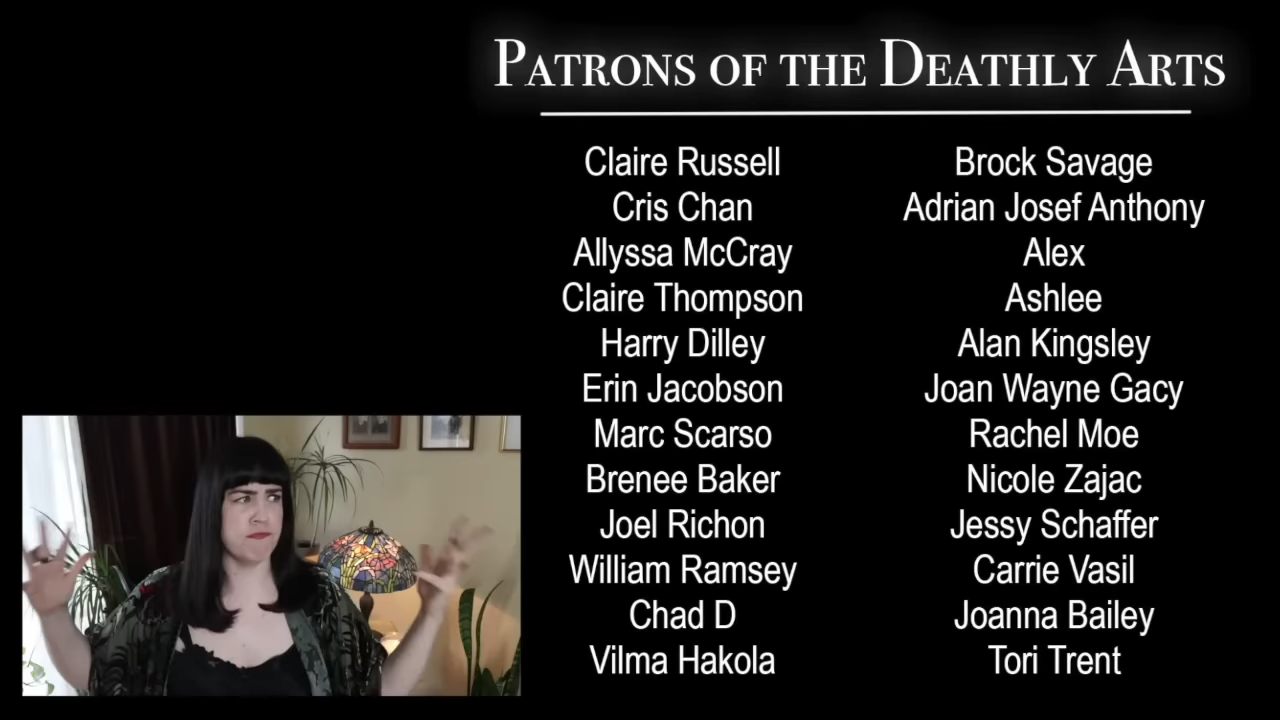 Patrons of the Deathly Arts
Claire Russell
Cris Chan
Allyssa McCray
Claire Thompson
Harry Dilley
Erin Jacobson
Marc Scarso
Brenee Baker
Joel Richon
William Ramsey
Chad D
Vilma Hakola
Brock Savage
Adrian Josef Anthony
Alex
Ashlee
Alan Kingsley
Joan Wayne Gacy
Rachel Moe
Nicole Zajac
Jessy Schaffer
Carrie Vasil
Joanna Bailey
Tori Trent